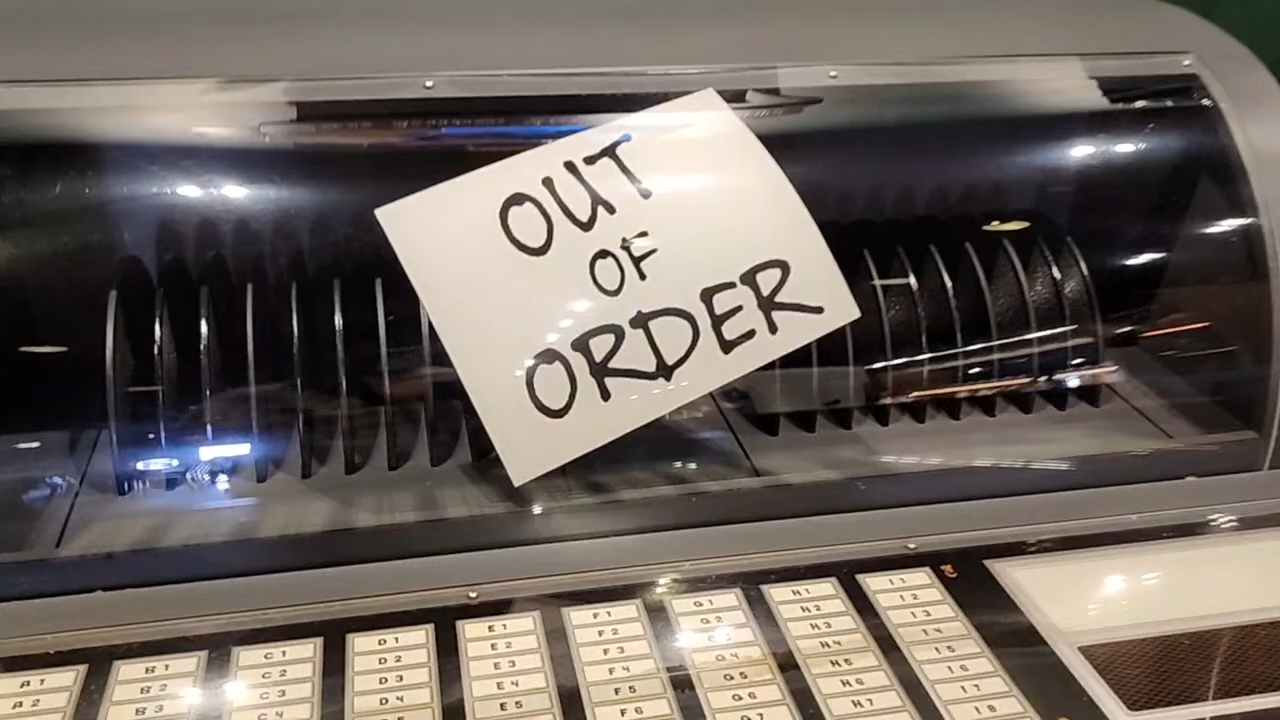 OUT
OF
ORDER
A1
A2
B1
B2
B3
C1
C2
C3
C4
D1
D2
D3
D4
E1
E2
E3
E4
E5
F1
F2
F3
F4
F5
F6
G1
G2
G4
G5
G6
G7
H1
H2
H3
H4
H5
H6
H7
I1
I2
I3
I4
I5
I6
I7
I8